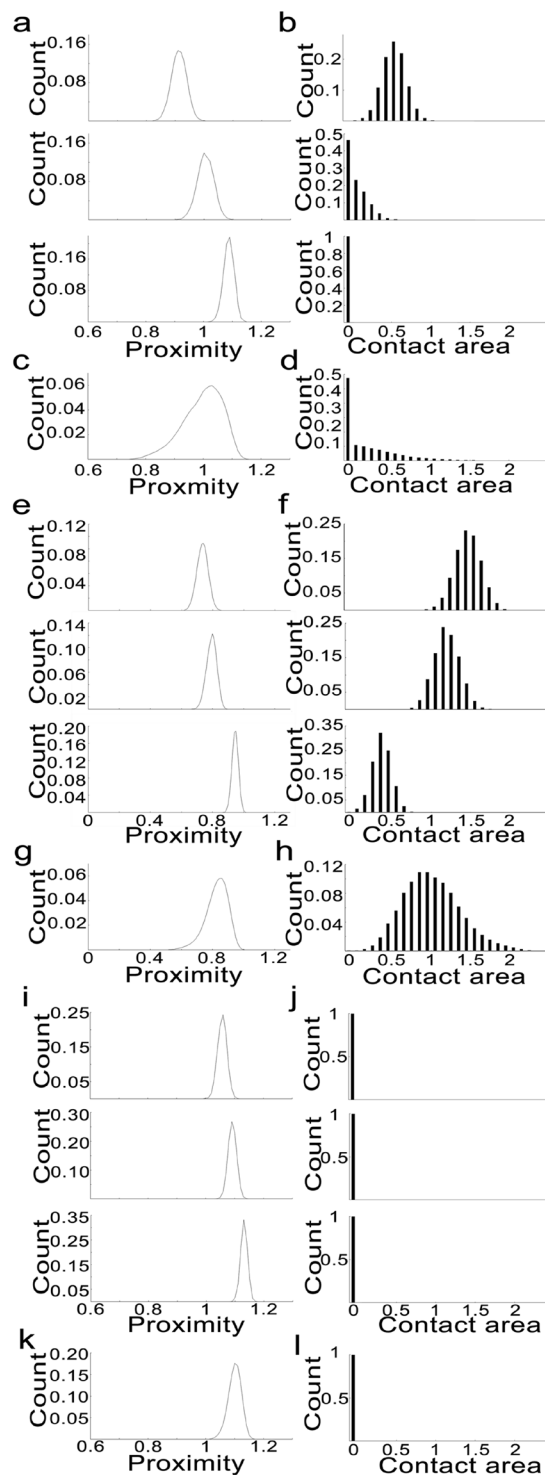 a
b
Count
0.16
0.08
Count
0.2
0.1
Count
0.16
0.08
Count
0.5
0.4
0.3
0.2
0.1
Count
0.16
0.08
0.6 0.8 1 1.2
Proximity
Count
1
0.8
0.6
0.4
0.2
0 0.5 1 1.5 2
Contact area
c
d
Count
0.06
0.04
0.02
0.6 0.8 1 1.2
Proxmity
Count
0.5
0.4
0.3
0.2
0.1
0 0.5 1 1.5 2
Contact area
e
f
Count
0.12
0.08
0.04
Count
0.25
0.15
0.05
Count
0.14
0.10
0.06
0.02
Count
0.25
0.15
0.05
Count
0.20
0.16
0.12
0.08
0.04
0 0.4 0.8 1.2
Proximity
Count
0.35
0.25
0.15
0.05
0 0.5 1 1.5 2
Contact area
g
h
Count
0.06
0.04
0.02
0 0.4 0.8 1.2
Proximity
Count
0.12
0.08
0.04
0 0.5 1 1.5 2
Contact area
i
j
Count
0.25
0.15
0.05
Count
1
0.5
Count
0.30
0.20
0.10
Count
1
0.5
Count
0.35
0.25
0.15
0.05
0.6 0.8 1 1.2
Proximity
Count
1
0.5
0 0.5 1 1.5 2
Contact area
k
l
Count
0.20
0.15
0.10
0.05
0.6 0.8 1 1.2
Proximity
Count
1
0.5
0 0.5 1 1.5 2
Contact area